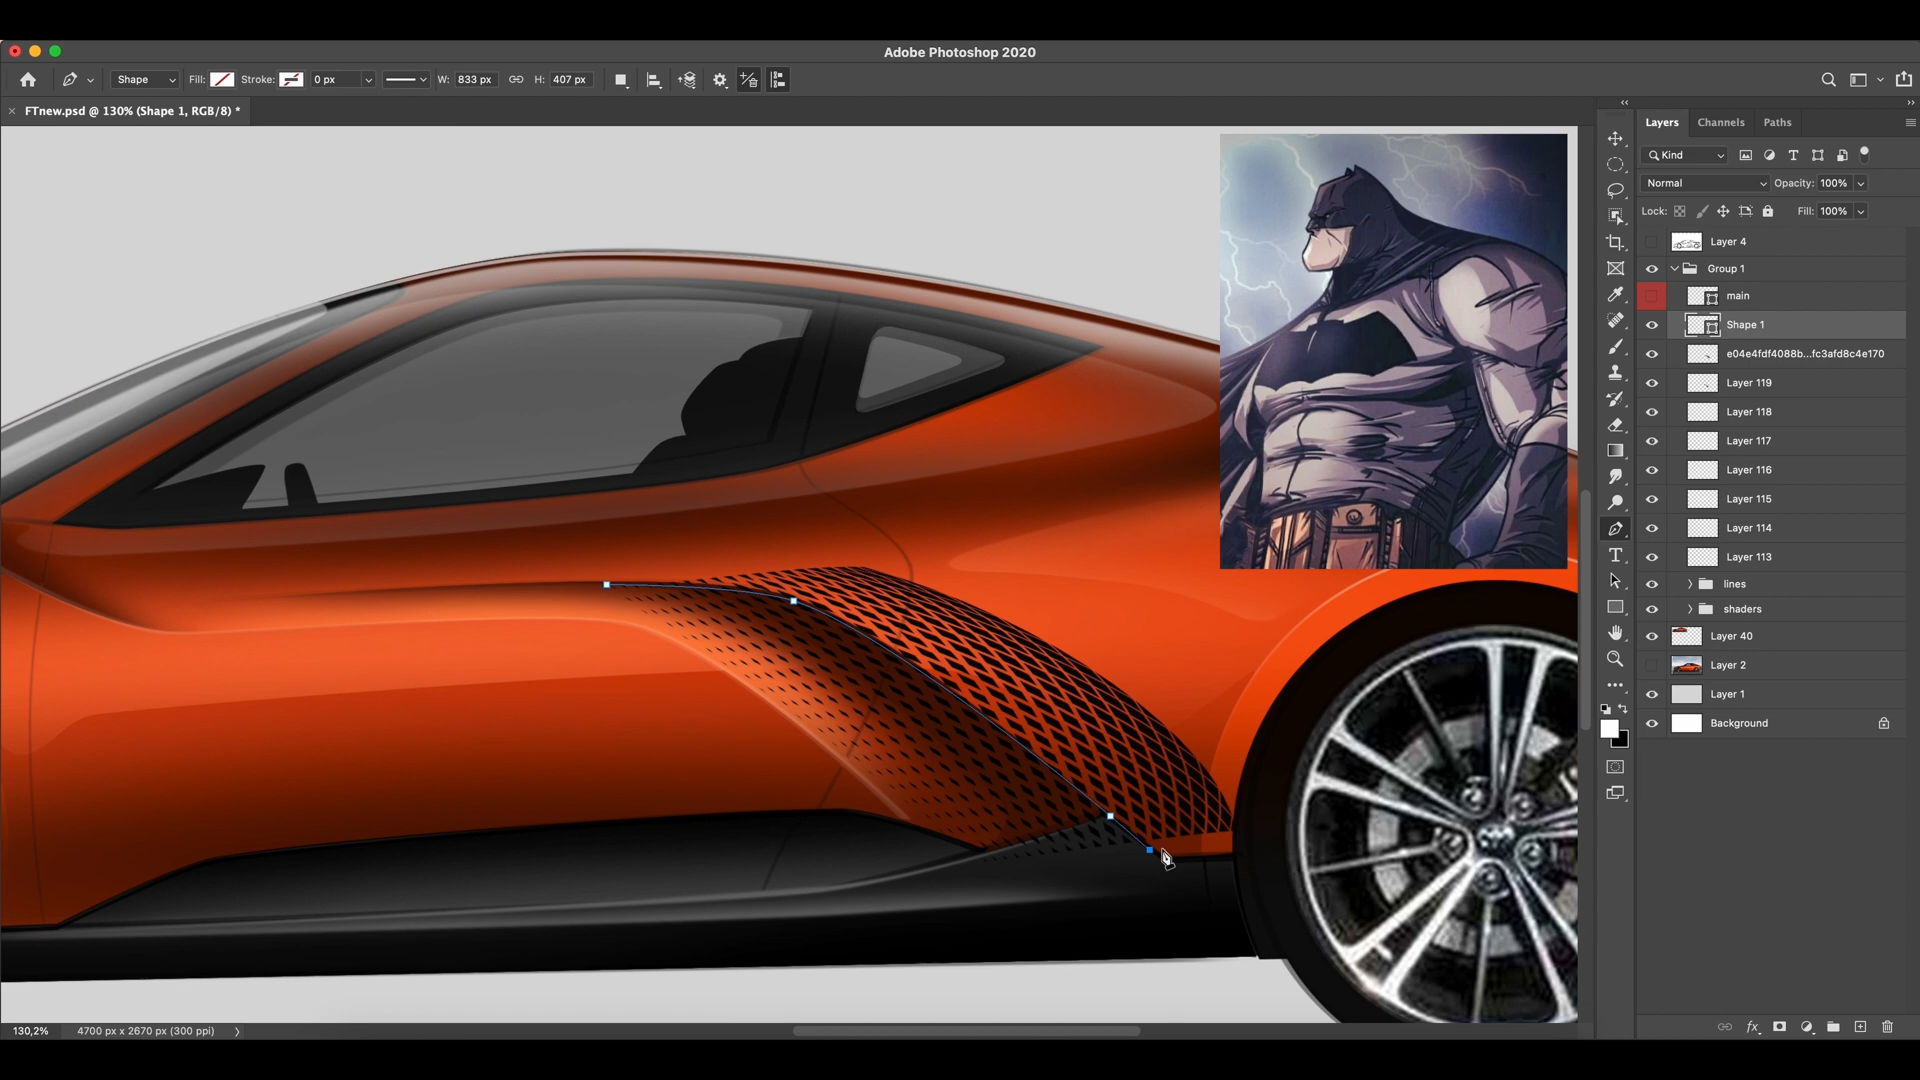 Adobe Photoshop 2020
Shape Fill: Stroke: 0 px W: 833 px H: 407 px
FTnew.psd @ 130% (Shape 1, RGB/8) *
Layers Channels Paths
Kind
Normal Opacity: 100%
Lock: Fill: 100%
Layer 4
Group 1
main
Shape 1
e04e4fdf4088b...fc3afd8c4e170
Layer 119
Layer 118
Layer 117
Layer 116
Layer 115
Layer 114
Layer 113
lines
shaders
Layer 40
Layer 2
Layer 1
Background
130,2% 4700 px x 2670 px (300 ppi)